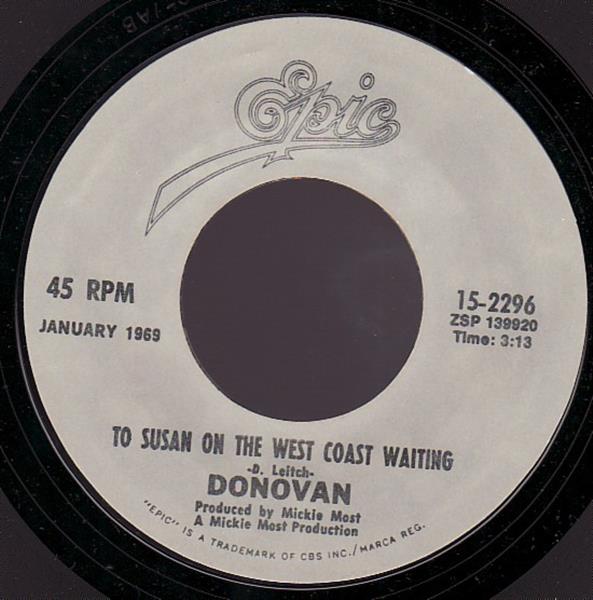 Epic
45 RPM
JANUARY 1969
15-2296
ZSP 139920
Time: 3:13
TO SUSAN ON THE WEST COAST WAITING
-D. Leitch-
DONOVAN
Produced by Mickie Most
A Mickie Most Production
"EPIC" IS A TRADEMARK OF CBS INC./MARCA REG.